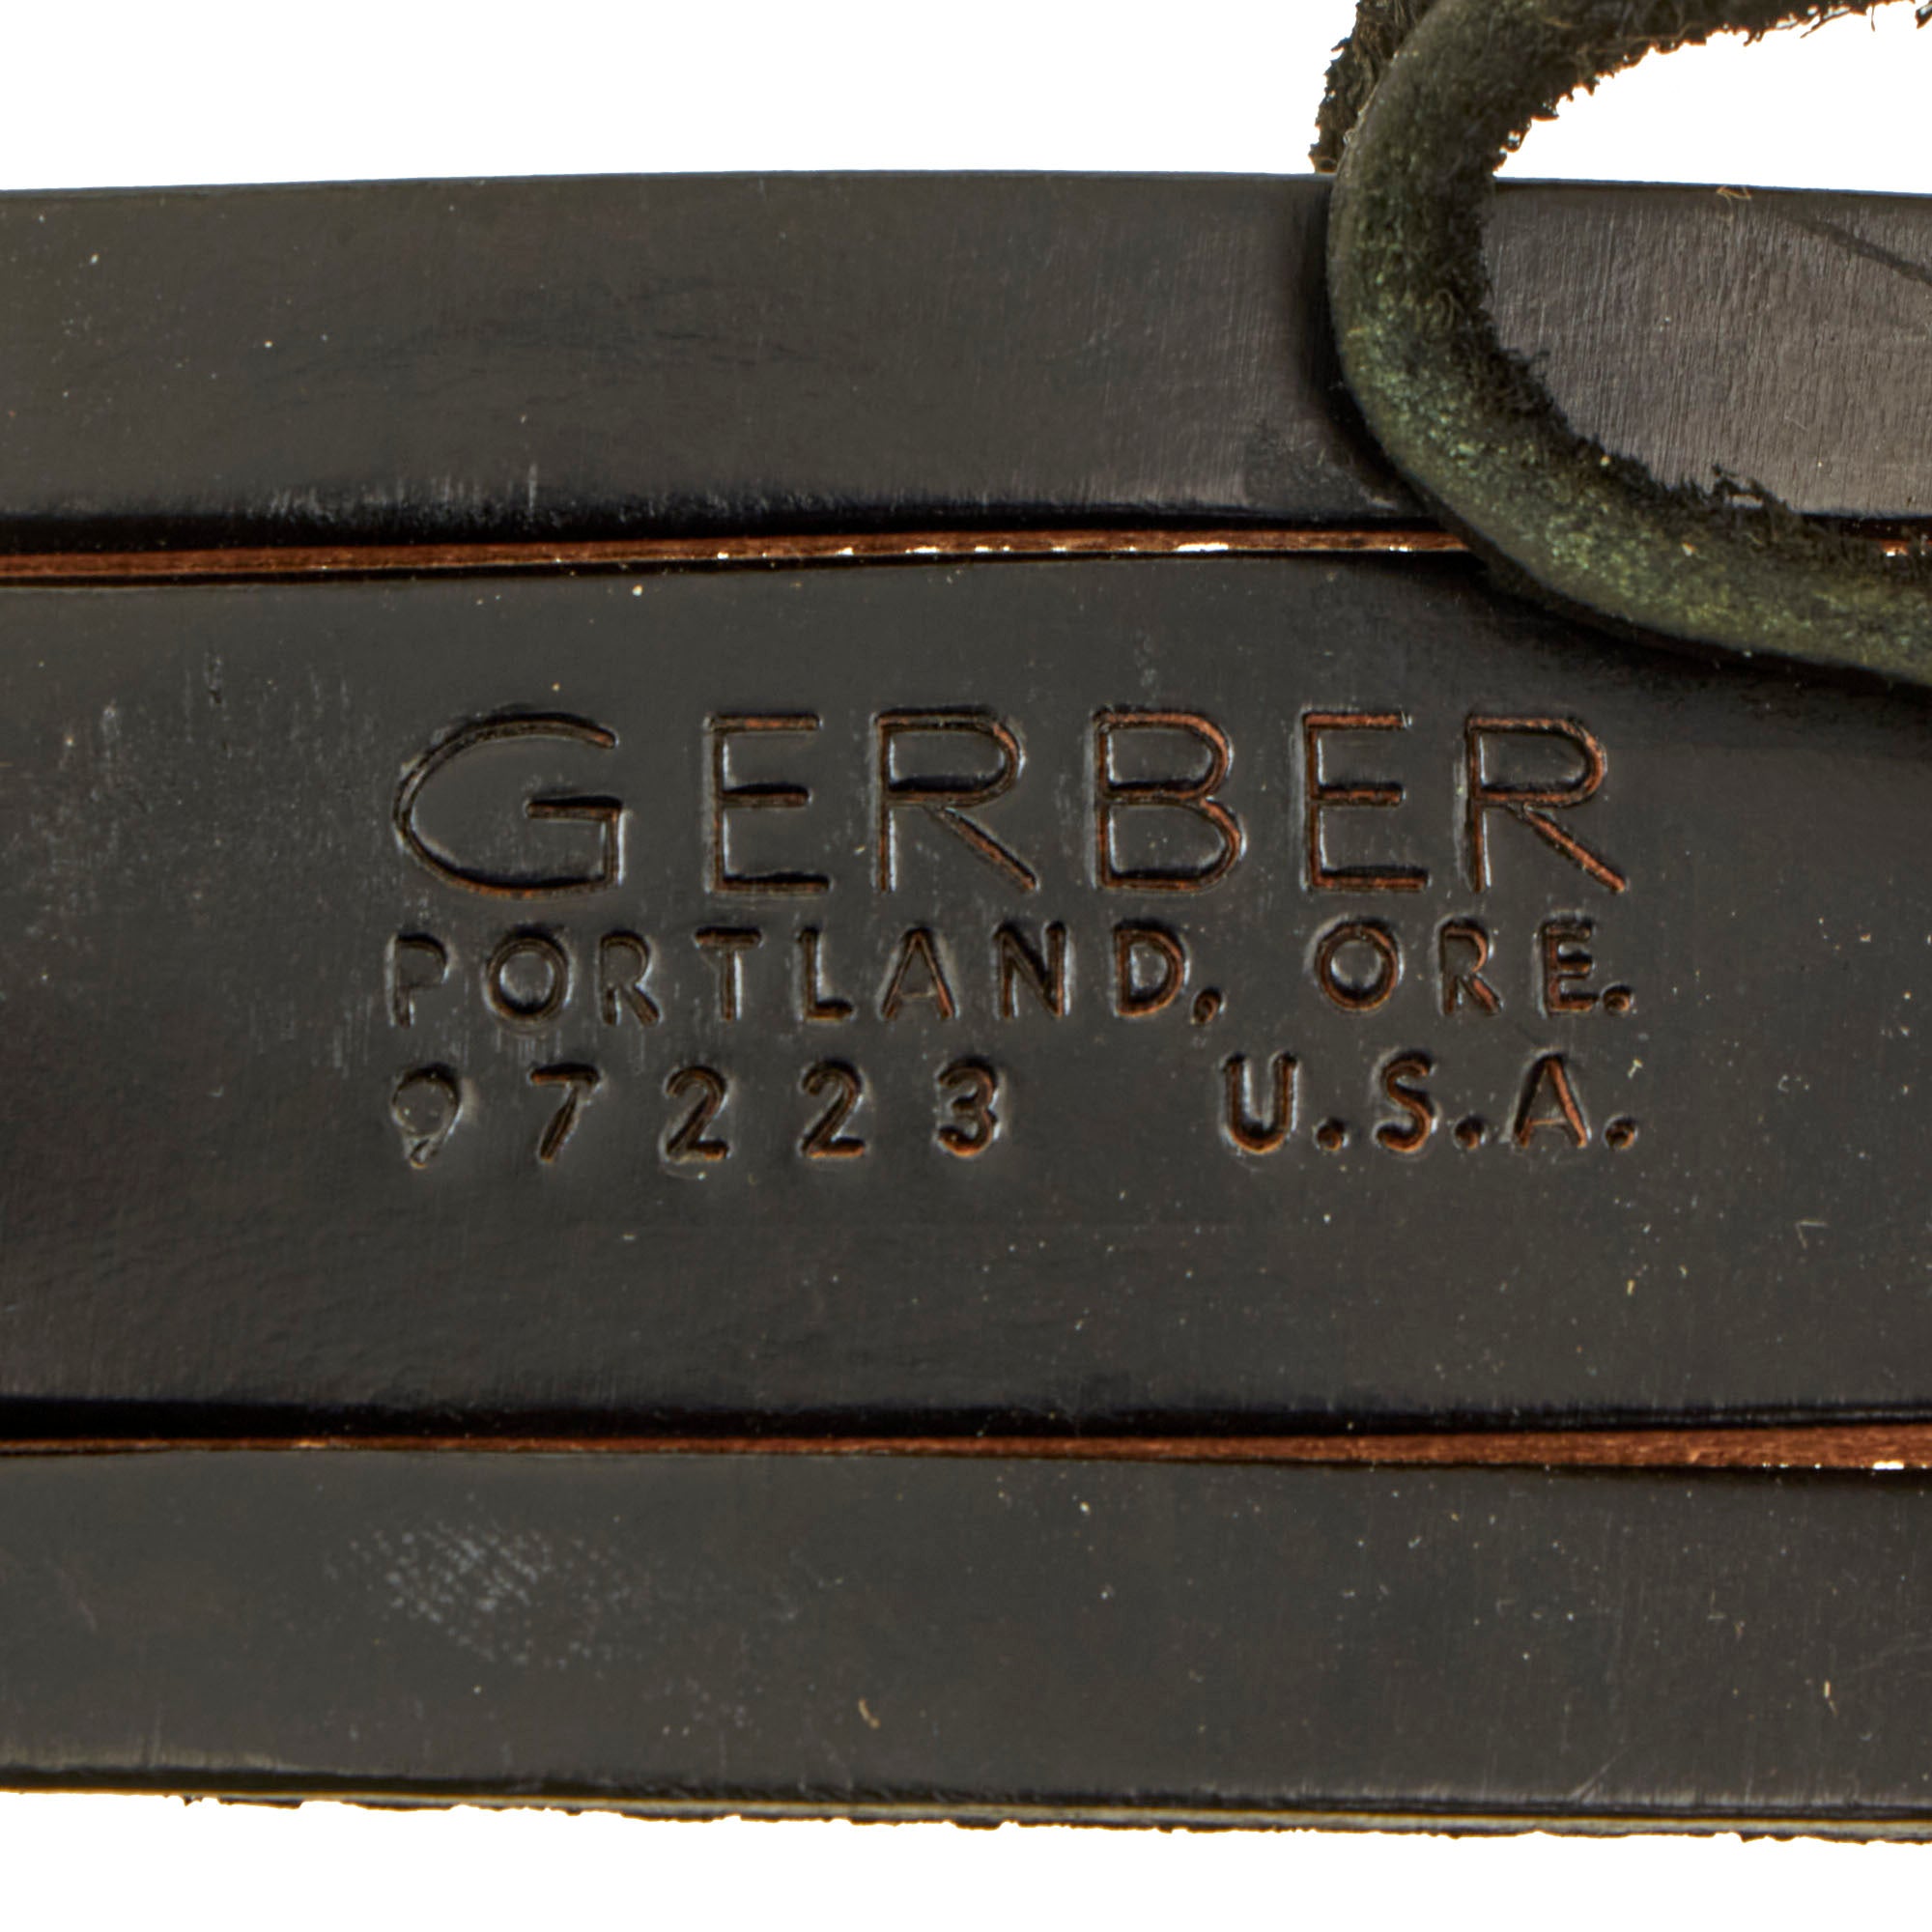 GERBER
PORTLAND, ORE.
97223 U.S.A.